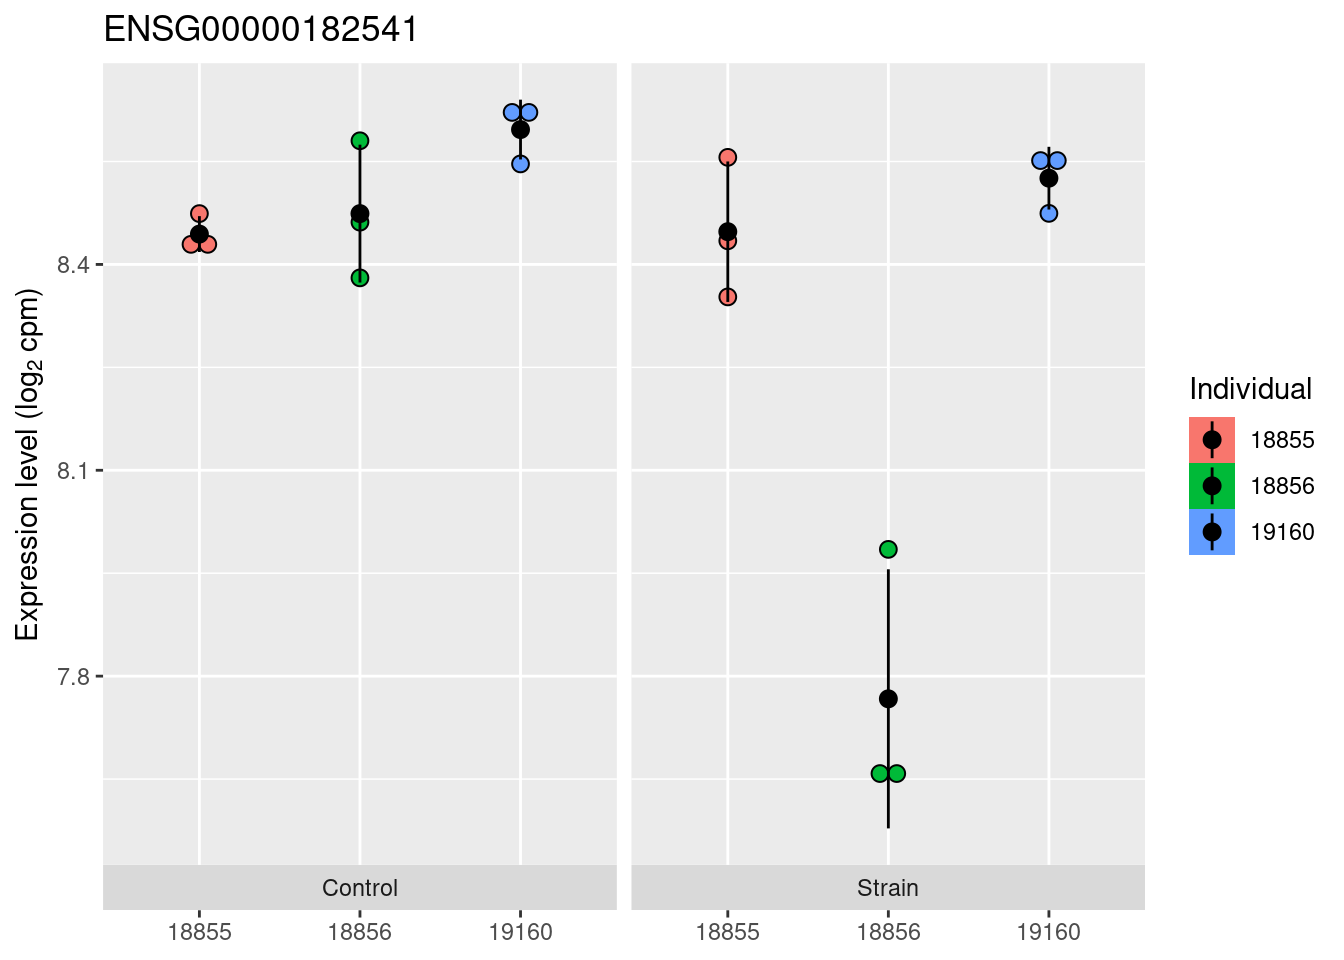 ENSG00000182541
Expression level (log₂ cpm)
8.4
8.1
7.8
Control
Strain
18855
18856
19160
18855
18856
19160
Individual
18855
18856
19160